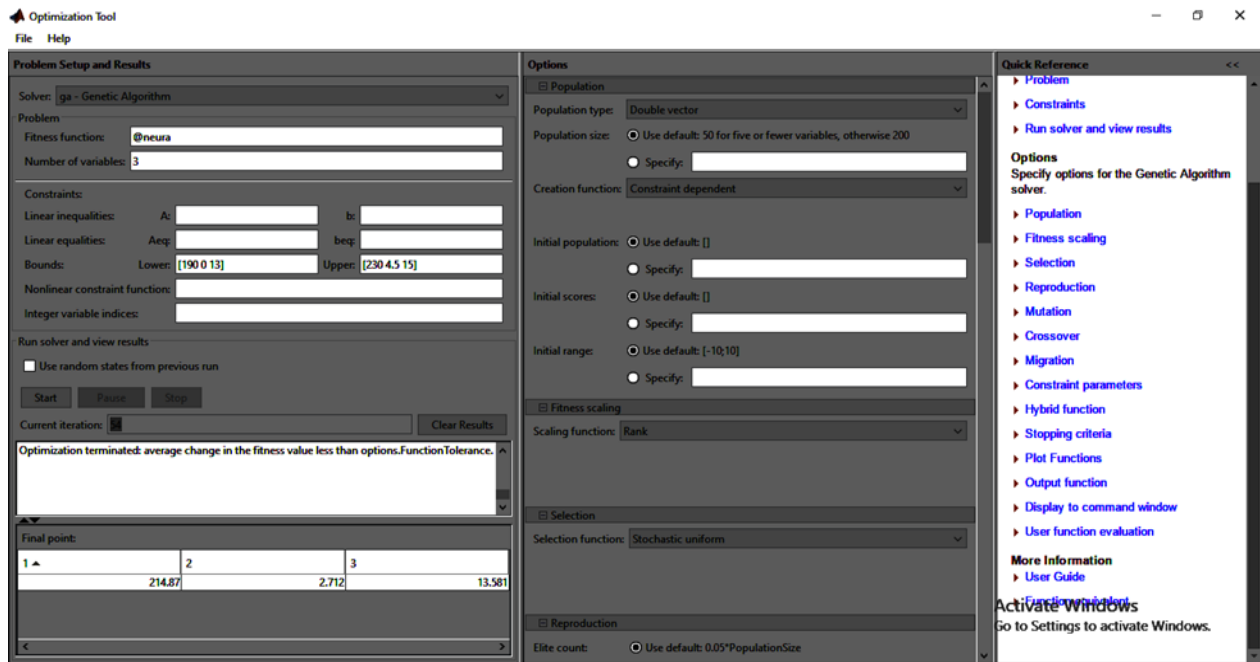 Optimization Tool
File Help
Problem Setup and Results
Solver: ga - Genetic Algorithm
Problem
Fitness function: @neura
Number of variables: 3
Constraints:
Linear inequalities: A: b:
Linear equalities: Aeq: beq:
Bounds: Lower: [190 0 13] Upper: [230 4.5 15]
Nonlinear constraint function:
Integer variable indices:
Run solver and view results
Use random states from previous run
Start Pause Stop
Current iteration: Clear Results
Optimization terminated: average change in the fitness value less than options.FunctionTolerance.
Final point:
1 2 3
214.87 2.712 13.581
Options
Population
Population type: Double vector
Population size: Use default: 50 for five or fewer variables, otherwise 200
Specify:
Creation function: Constraint dependent
Initial population: Use default: []
Specify:
Initial scores: Use default: []
Specify:
Initial range: Use default: [-10;10]
Specify:
Fitness scaling
Scaling function: Rank
Selection
Selection function: Stochastic uniform
Reproduction
Elite count: Use default: 0.05*PopulationSize
Quick Reference <<
Problem
Constraints
Run solver and view results
Options
Specify options for the Genetic Algorithm
solver.
Population
Fitness scaling
Selection
Reproduction
Mutation
Crossover
Migration
Constraint parameters
Hybrid function
Stopping criteria
Plot Functions
Output function
Display to command window
User function evaluation
More Information
User Guide
Function equivalent
Activate Windows
Go to Settings to activate Windows.